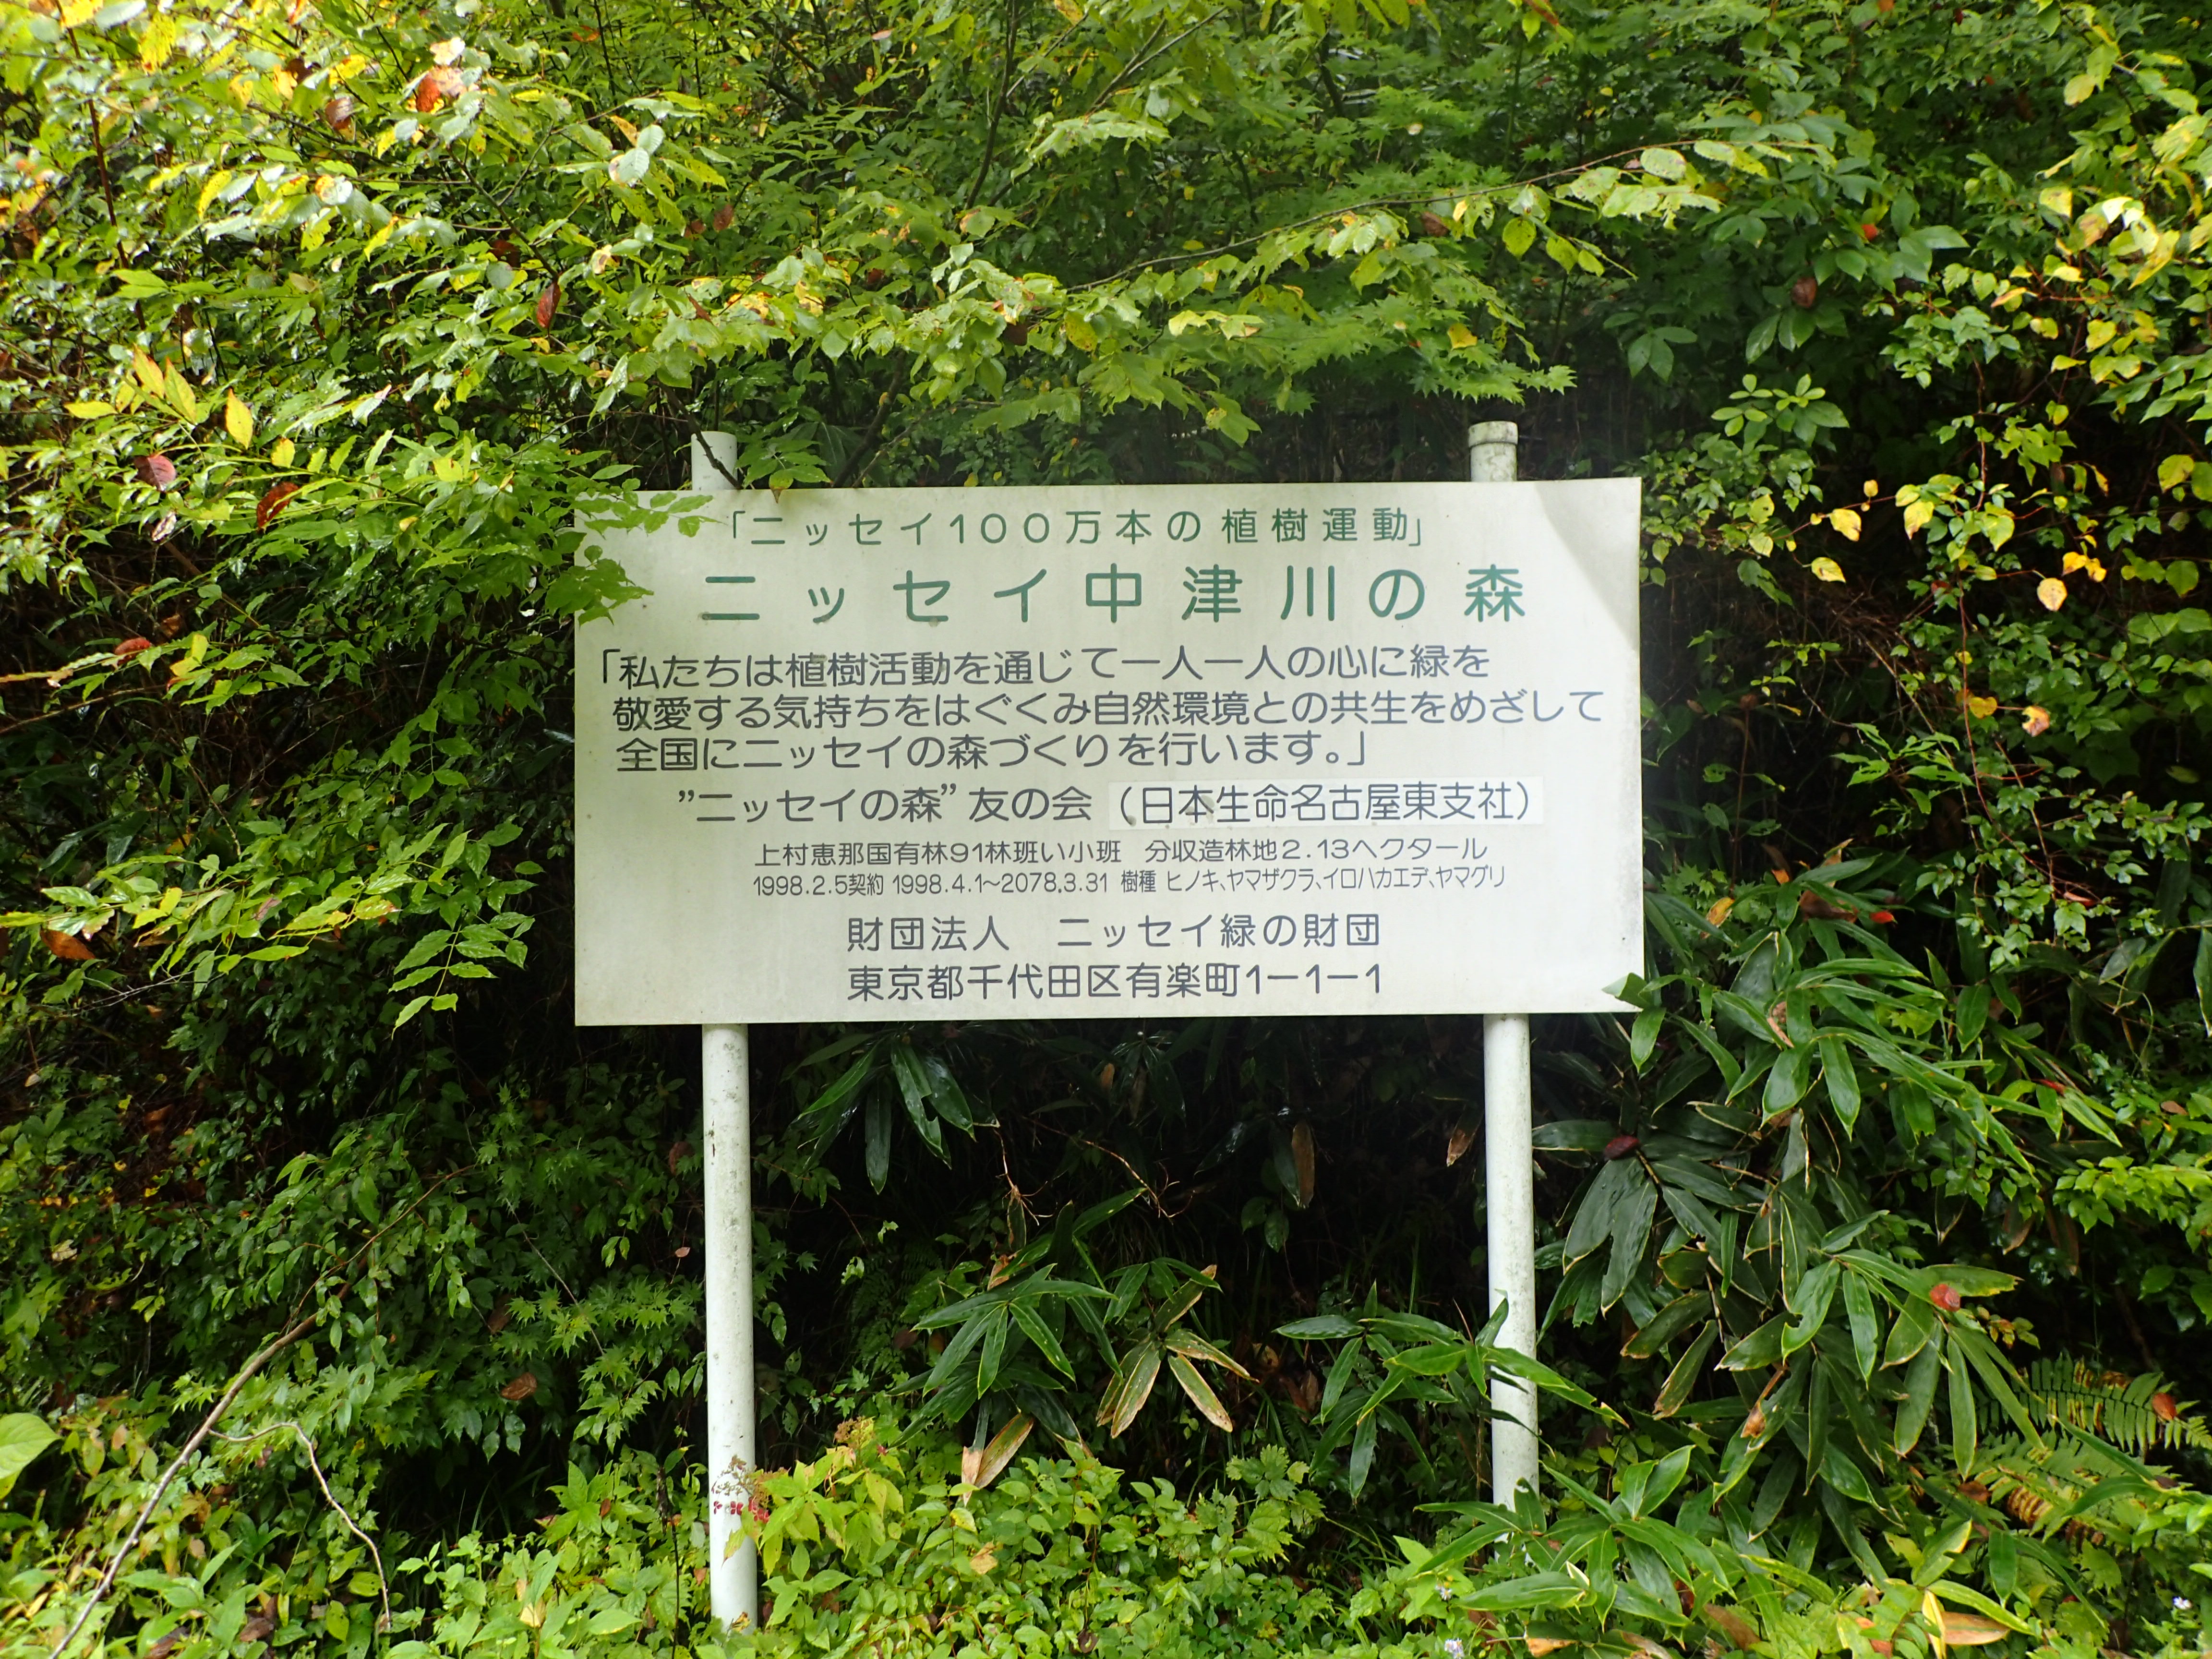 「ニッセイ100万本の植樹運動」
ニッセイ中津川の森
「私たちは植樹活動を通じて一人一人の心に緑を
敬愛する気持ちをはぐくみ自然環境との共生をめざして
全国にニッセイの森づくりを行います。」
”ニッセイの森”友の会（日本生命名古屋東支社）
上村恵那国有林91林班い小班　分収造林地2.13ヘクタール
1998.2.5契約 1998.4.1〜2078.3.31 樹種 ヒノキ、ヤマザクラ、イロハカエデ、ヤマグリ
財団法人　ニッセイ緑の財団
東京都千代田区有楽町1ー1ー1